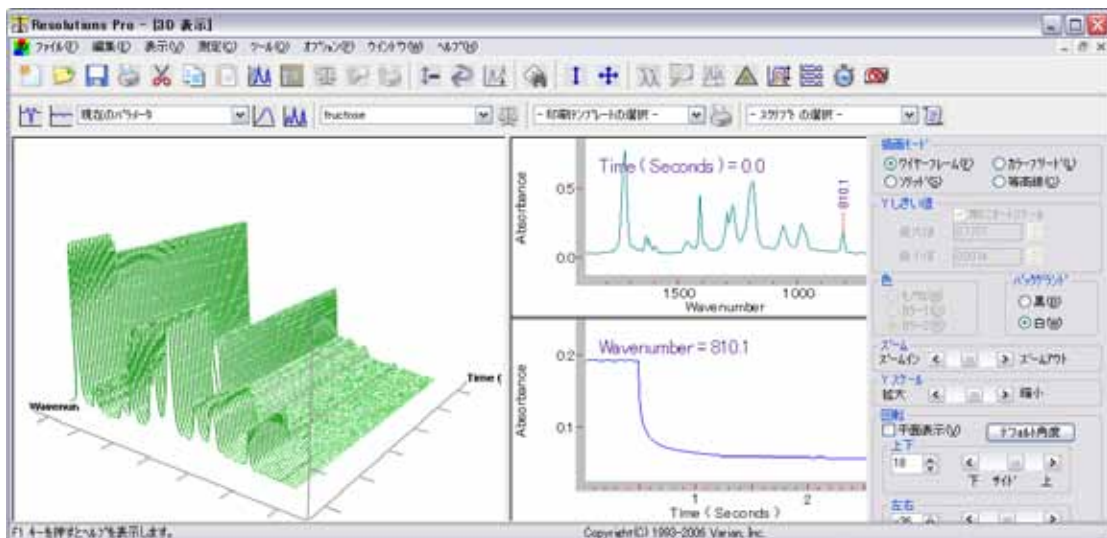 Resolutions Pro - [3D 表示]
ファイル(F) 編集(E) 表示(V) 測定(C) ツール(Q) オプション(P) ウインドウ(W) ヘルプ(H)
現在のパラメータ
fructose
- 印刷テンプレートの選択 -
- スクリプト の選択 -
Wavenun
Time (
Time ( Seconds ) = 0.0
810.1
Absorbance
0.5
0.0
1500
1000
Wavenumber
Wavenumber = 810.1
Absorbance
0.2
0.1
1
2
Time ( Seconds )
描画モード
ワイヤーフレーム(F)
カラーフサード(L)
ソリッド(S)
等高線(C)
Yしきい値
最大値
最小値
色
バックグランド
黒(B)
白(W)
ズーム
ズームイン
ズームアウト
Yスケール
拡大
縮小
回転
平面表示(V)
デフォルト角度
上下
18
下 サイド 上
左右
F1 キーを押すとヘルプを表示します。
Copyright(C) 1993-2006 Varian, Inc.